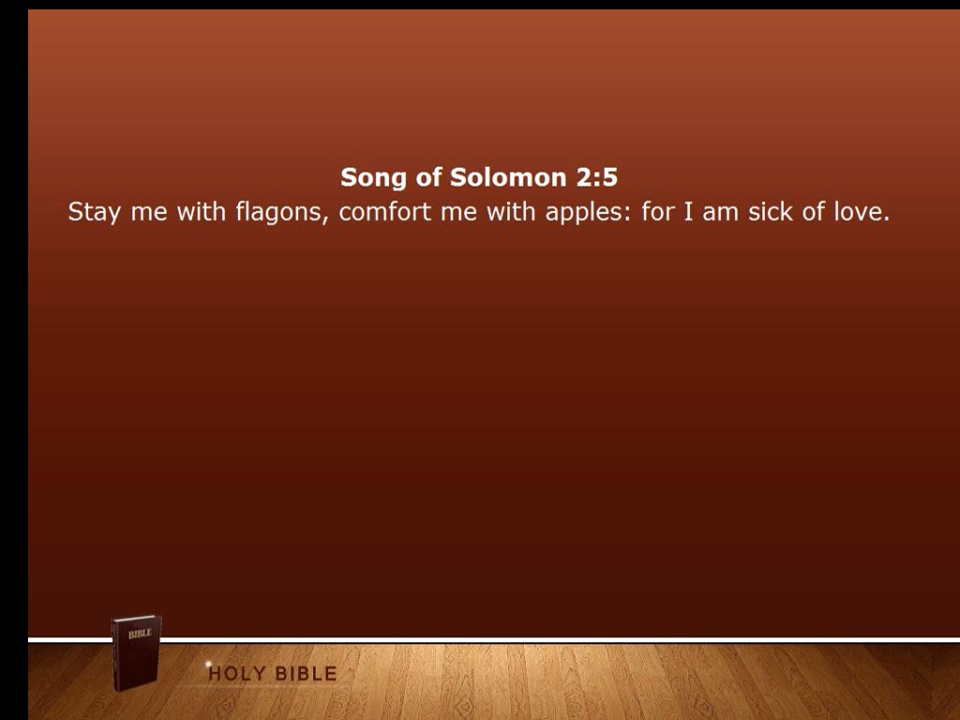 Song of Solomon 2:5
Stay me with flagons, comfort me with apples: for I am sick of love.
BIBLE
HOLY BIBLE